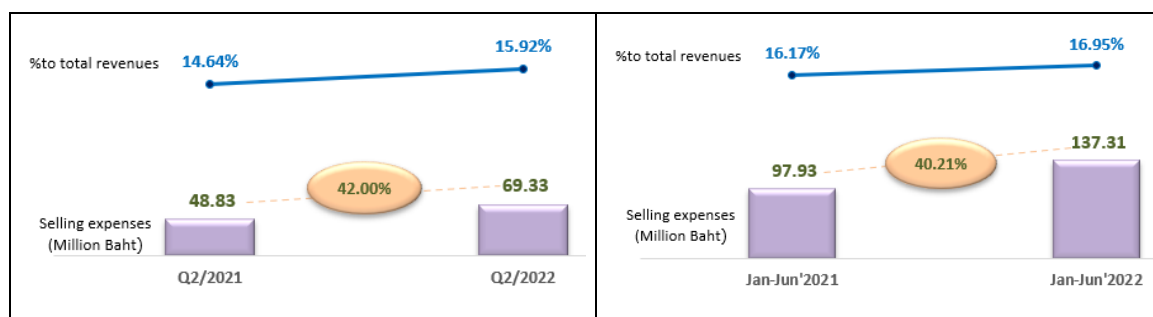 15.92%
%to total revenues
14.64%
42.00%
69.33
48.83
Selling expenses
(Million Baht)
Q2/2021
Q2/2022
16.95%
%to total revenues
16.17%
137.31
97.93
40.21%
Selling expenses
(Million Baht)
Jan-Jun'2021
Jan-Jun'2022